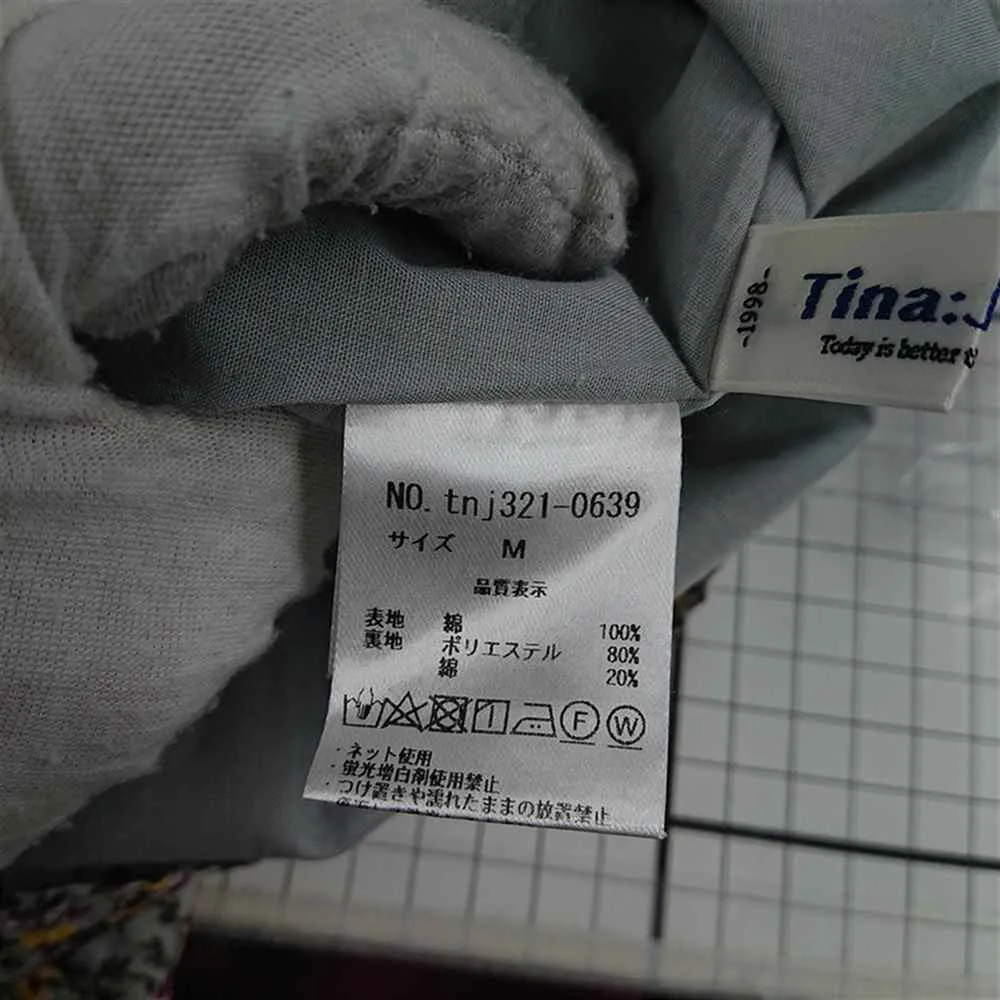 -1998-
Tina:J
Today is better t
NO. tnj321-0639
サイズ M
品質表示
表地 綿 100%
裏地 ポリエステル 80%
綿 20%
F W
・ネット使用
・蛍光増白剤使用禁止
・つけ置きや濡れたままの放置禁止